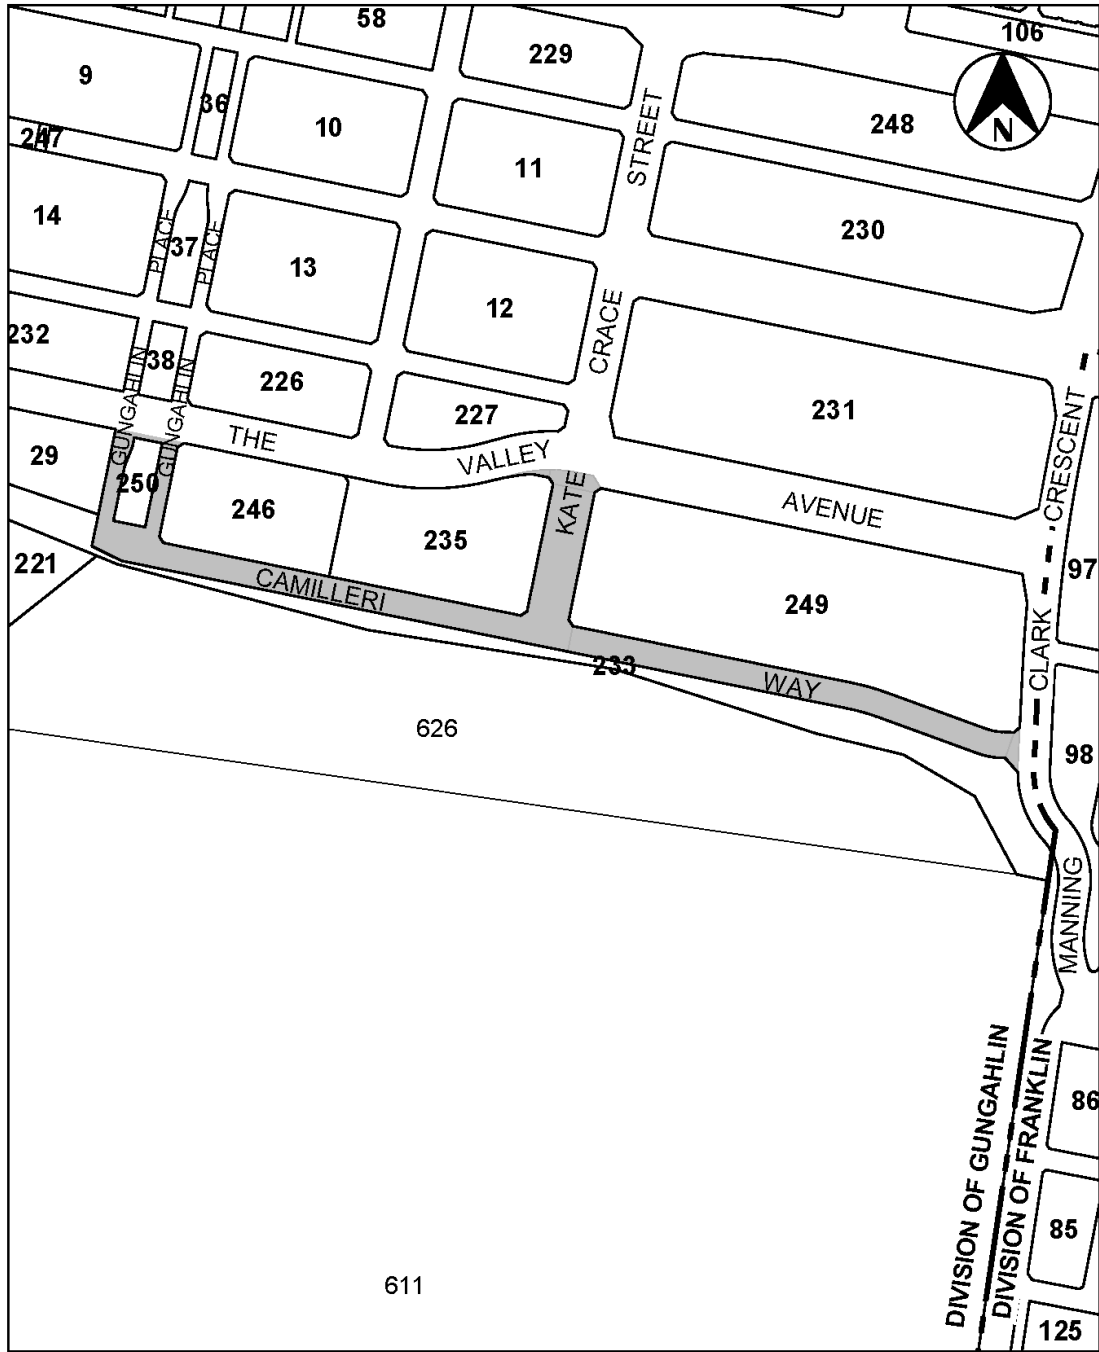 58
106
229
9
36
10
248
N
247
11
STREET
14
230
PLACE
37
PLACE
13
12
232
38
226
CRACE
GUNGAHLIN
GUNGAHLIN
227
231
THE
VALLEY
29
250
246
KATE
AVENUE
CRESCENT
235
221
97
CAMILLERI
249
233
WAY
CLARK
626
98
MANNING
DIVISION OF GUNGAHLIN
DIVISION OF FRANKLIN
86
85
611
125